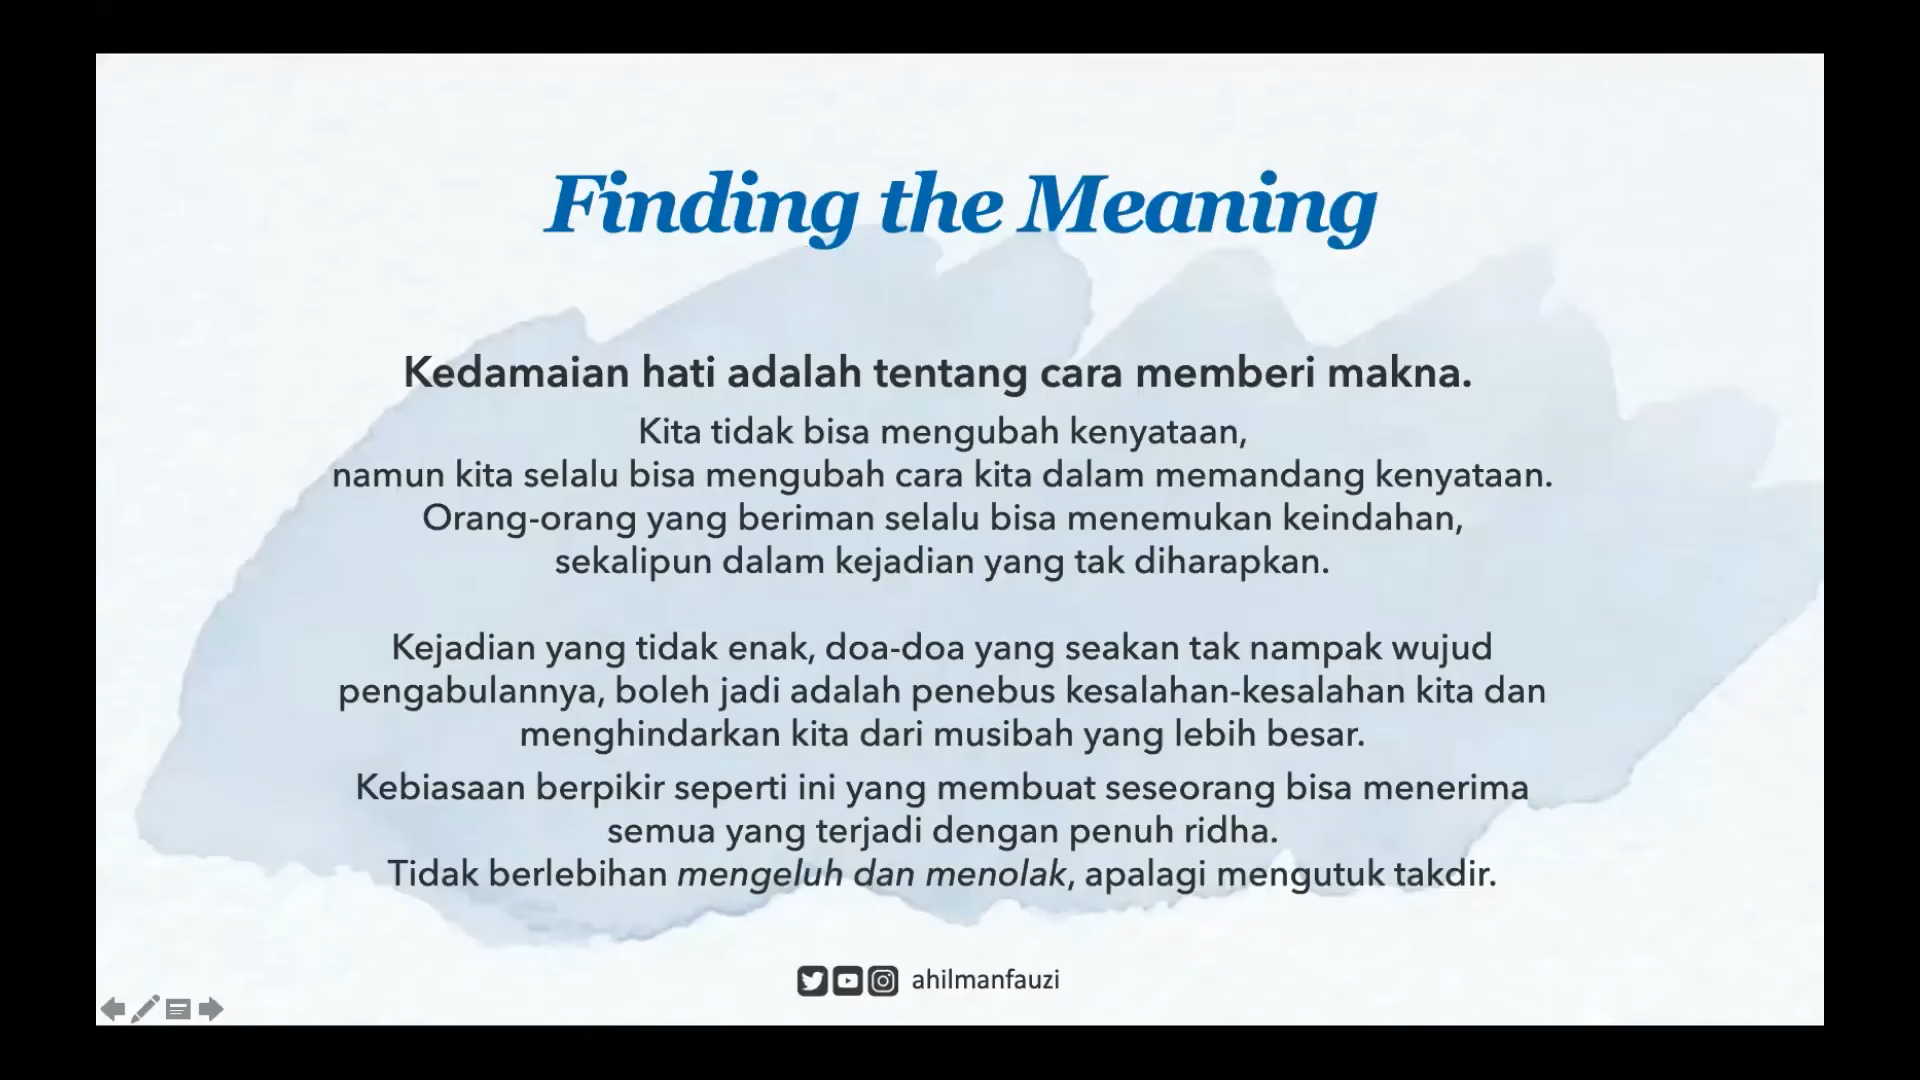 Finding the Meaning
Kedamaian hati adalah tentang cara memberi makna.
Kita tidak bisa mengubah kenyataan,
namun kita selalu bisa mengubah cara kita dalam memandang kenyataan.
Orang-orang yang beriman selalu bisa menemukan keindahan,
sekalipun dalam kejadian yang tak diharapkan.
Kejadian yang tidak enak, doa-doa yang seakan tak nampak wujud
pengabulannya, boleh jadi adalah penebus kesalahan-kesalahan kita dan
menghindarkan kita dari musibah yang lebih besar.
Kebiasaan berpikir seperti ini yang membuat seseorang bisa menerima
semua yang terjadi dengan penuh ridha.
Tidak berlebihan mengeluh dan menolak, apalagi mengutuk takdir.
ahilmanfauzi